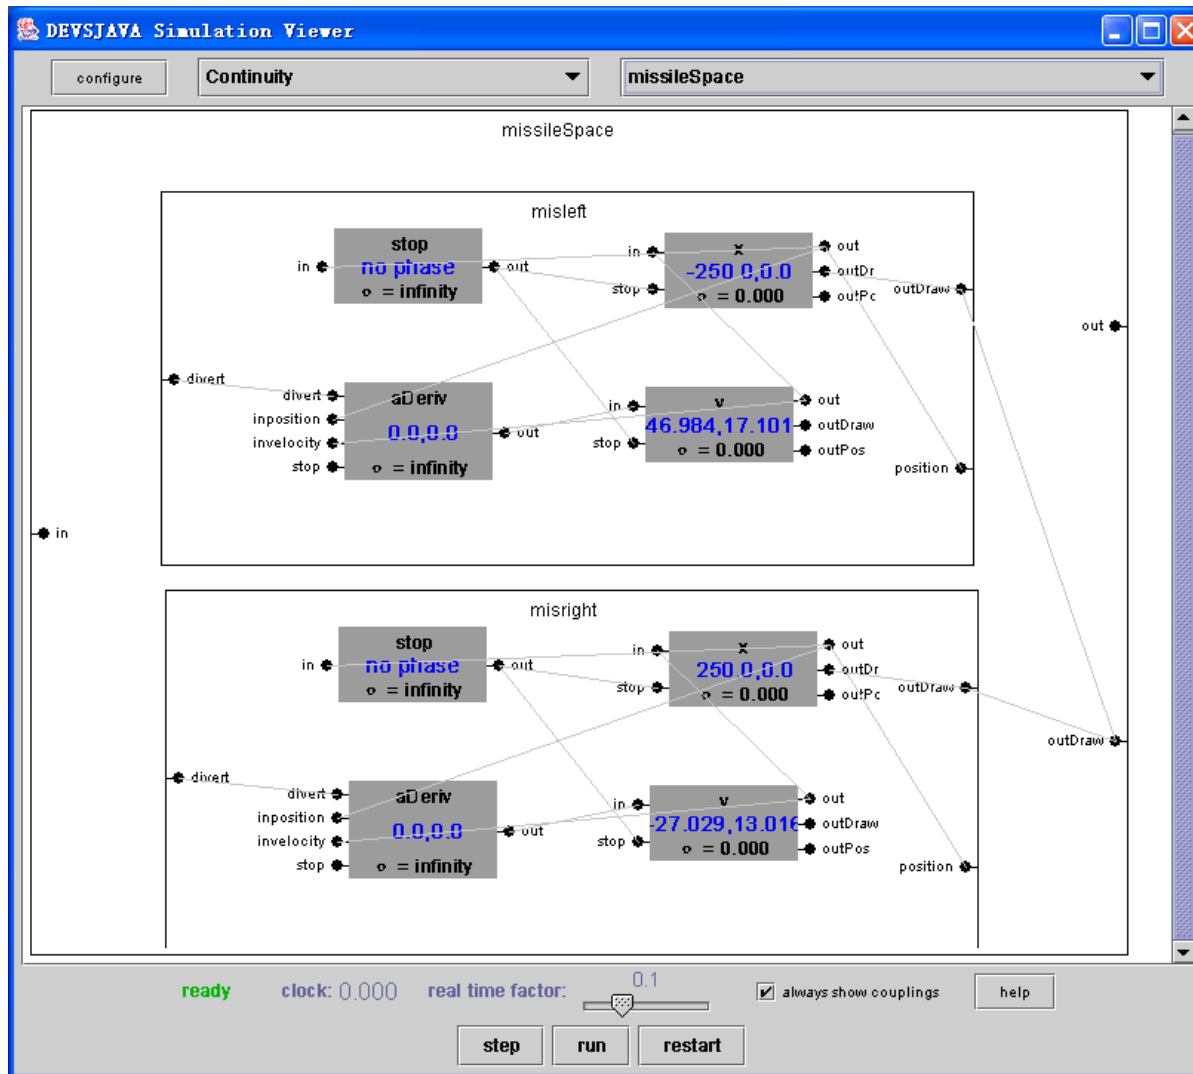 DEVSJAVA Simulation Viewer
configure
Continuity
missileSpace
missileSpace
misleft
stop
no phase
σ = infinity
in
out
in
stop
x
-250.0,0.0
σ = 0.000
out
outDr
outPc
outDraw
out
divert
divert
inposition
invelocity
stop
aDeriv
0.0,0.0
σ = infinity
out
in
stop
v
46.984,17.101
σ = 0.000
out
outDraw
outPos
position
in
misright
stop
no phase
σ = infinity
in
out
in
stop
x
250.0,0.0
σ = 0.000
out
outDr
outPc
outDraw
outDraw
divert
divert
inposition
invelocity
stop
aDeriv
0.0,0.0
σ = infinity
out
in
stop
v
-27.029,13.016
σ = 0.000
out
outDraw
outPos
position
ready
clock: 0.000
real time factor:
0.1
always show couplings
help
step
run
restart